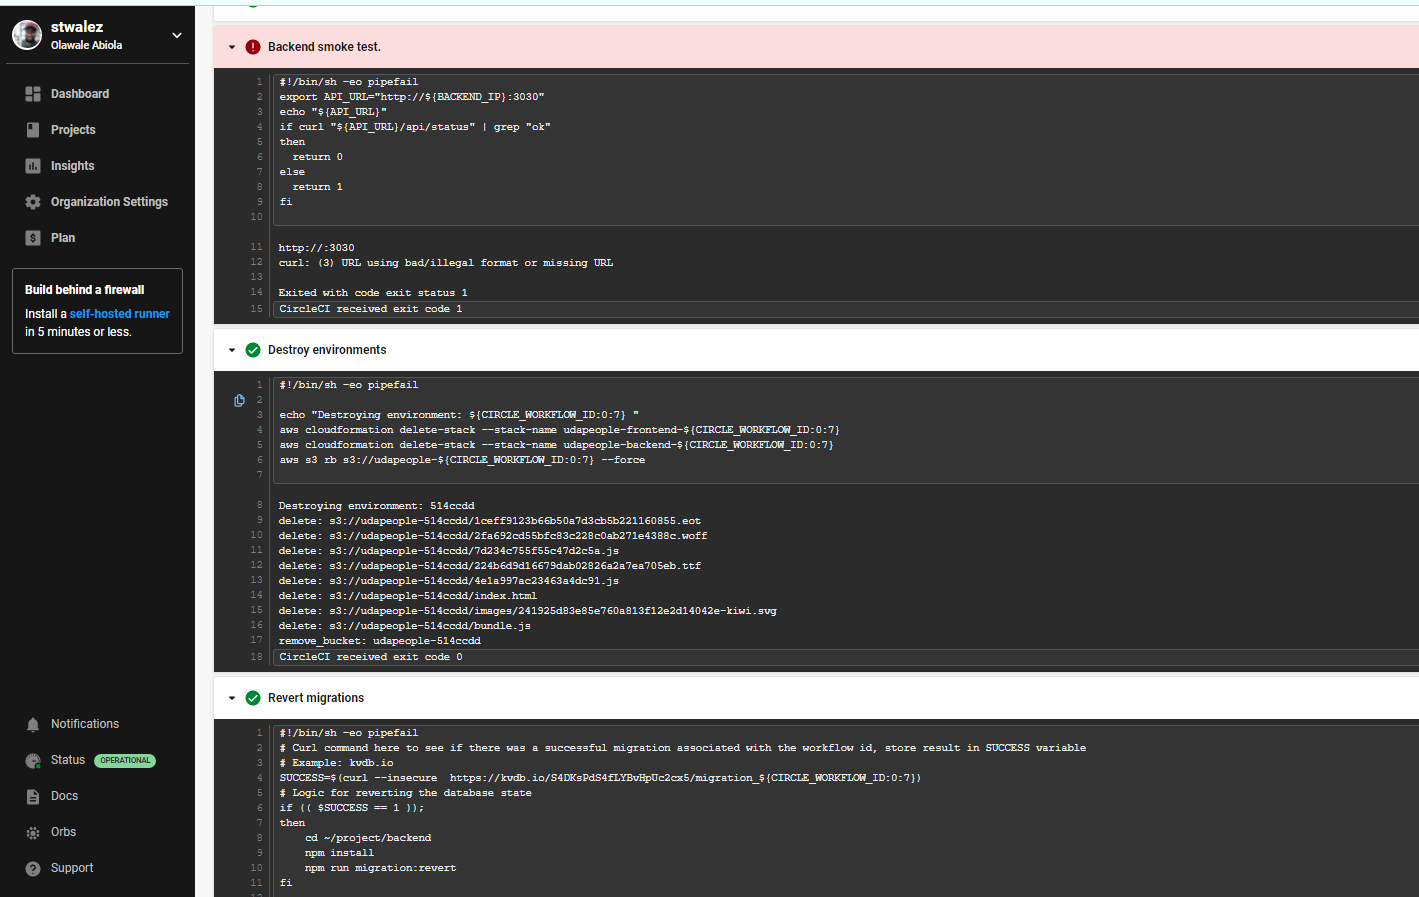 stwalez
Olawale Abiola
Dashboard
Projects
Insights
Organization Settings
Plan
Build behind a firewall
Install a self-hosted runner
in 5 minutes or less.
Notifications
Status OPERATIONAL
Docs
Orbs
Support
Backend smoke test.
1 #!/bin/sh -eo pipefail
2 export API_URL="http://${BACKEND_IP}:3030"
3 echo "${API_URL}"
4 if curl "${API_URL}/api/status" | grep "ok"
5 then
6   return 0
7 else
8   return 1
9 fi
10
11 http://:3030
12 curl: (3) URL using bad/illegal format or missing URL
13
14 Exited with code exit status 1
15 CircleCI received exit code 1
Destroy environments
1 #!/bin/sh -eo pipefail
2
3 echo "Destroying environment: ${CIRCLE_WORKFLOW_ID:0:7} "
4 aws cloudformation delete-stack --stack-name udapeople-frontend-${CIRCLE_WORKFLOW_ID:0:7}
5 aws cloudformation delete-stack --stack-name udapeople-backend-${CIRCLE_WORKFLOW_ID:0:7}
6 aws s3 rb s3://udapeople-${CIRCLE_WORKFLOW_ID:0:7} --force
7
8 Destroying environment: 514ccdd
9 delete: s3://udapeople-514ccdd/1ceff9123b66b50a7d3cb5b221160855.eot
10 delete: s3://udapeople-514ccdd/2fa692cd55bfc83c228c0ab271e4388c.woff
11 delete: s3://udapeople-514ccdd/7d234c755f55c47d2c5a.js
12 delete: s3://udapeople-514ccdd/224b6d9d16679dab02826a2a7ea705eb.ttf
13 delete: s3://udapeople-514ccdd/4e1a997ac23463a4dc91.js
14 delete: s3://udapeople-514ccdd/index.html
15 delete: s3://udapeople-514ccdd/images/241925d83e85e760a813f12e2d14042e-kiwi.svg
16 delete: s3://udapeople-514ccdd/bundle.js
17 remove_bucket: udapeople-514ccdd
18 CircleCI received exit code 0
Revert migrations
1 #!/bin/sh -eo pipefail
2 # Curl command here to see if there was a successful migration associated with the workflow id, store result in SUCCESS variable
3 # Example: kvdb.io
4 SUCCESS=$(curl --insecure  https://kvdb.io/S4DKsPdS4fLYBvHpUc2cx5/migration_${CIRCLE_WORKFLOW_ID:0:7})
5 # Logic for reverting the database state
6 if (( $SUCCESS == 1 ));
7 then
8     cd ~/project/backend
9     npm install
10     npm run migration:revert
11 fi
12